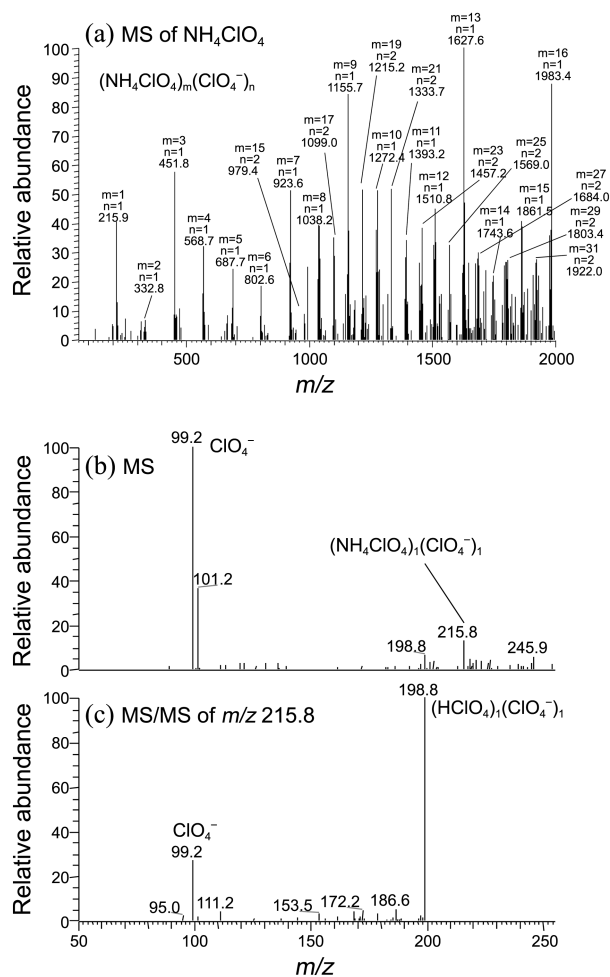 (a) MS of NH₄ClO₄
(NH₄ClO₄)ₘ(ClO₄⁻)ₙ
Relative abundance
100
90
80
70
60
50
40
30
20
10
0
m=1
n=1
215.9
m=2
n=1
332.8
m=3
n=1
451.8
m=4
n=1
568.7
m=5
n=1
687.7
m=6
n=1
802.6
m=15
n=2
979.4
m=7
n=1
923.6
m=8
n=1
1038.2
m=17
n=2
1099.0
m=9
n=1
1155.7
m=19
n=2
1215.2
m=10
n=1
1272.4
m=21
n=2
1333.7
m=11
n=1
1393.2
m=23
n=2
1457.2
m=12
n=1
1510.8
m=25
n=2
1569.0
m=13
n=1
1627.6
m=27
n=2
1684.0
m=14
n=1
1743.6
m=29
n=2
1803.4
m=15
n=1
1861.5
m=31
n=2
1922.0
m=16
n=1
1983.4
500
1000
1500
2000
m/z
(b) MS
Relative abundance
100
80
60
40
20
0
99.2
ClO₄⁻
101.2
(NH₄ClO₄)₁(ClO₄⁻)₁
198.8
215.8
245.9
(c) MS/MS of m/z 215.8
Relative abundance
100
80
60
40
20
0
198.8
(HClO₄)₁(ClO₄⁻)₁
ClO₄⁻
99.2
95.0
111.2
153.5
172.2
186.6
50
100
150
200
250
m/z